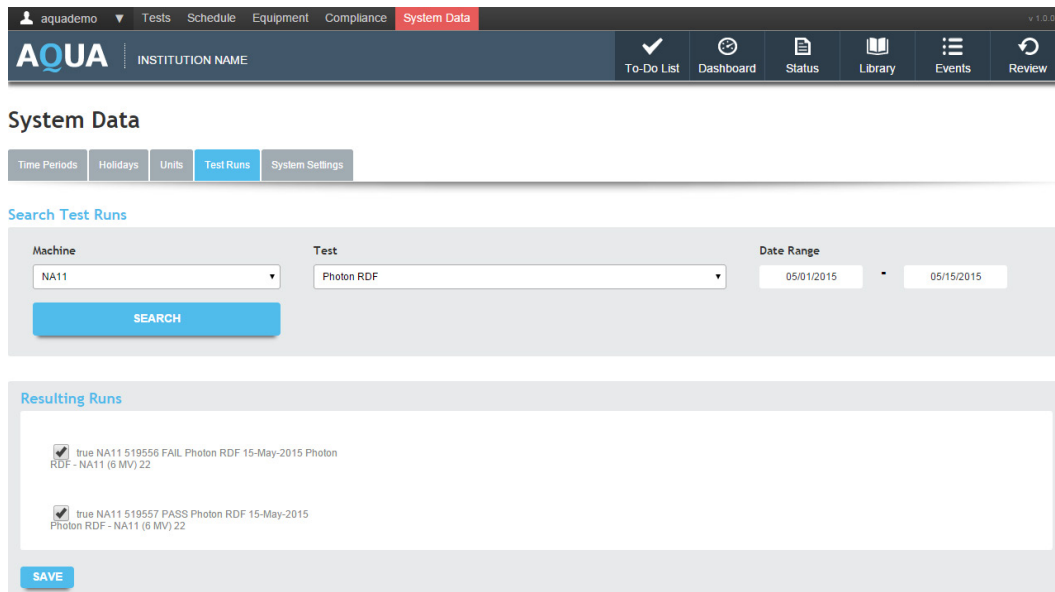 aquademo ▼ Tests Schedule Equipment Compliance System Data v 1.0.0
AQUA INSTITUTION NAME To-Do List Dashboard Status Library Events Review
System Data
Time Periods Holidays Units Test Runs System Settings
Search Test Runs
Machine Test Date Range
NA11 Photon RDF 05/01/2015 - 05/15/2015
SEARCH
Resulting Runs
true NA11 519556 FAIL Photon RDF 15-May-2015 Photon
RDF - NA11 (6 MV) 22
true NA11 519557 PASS Photon RDF 15-May-2015
Photon RDF - NA11 (6 MV) 22
SAVE